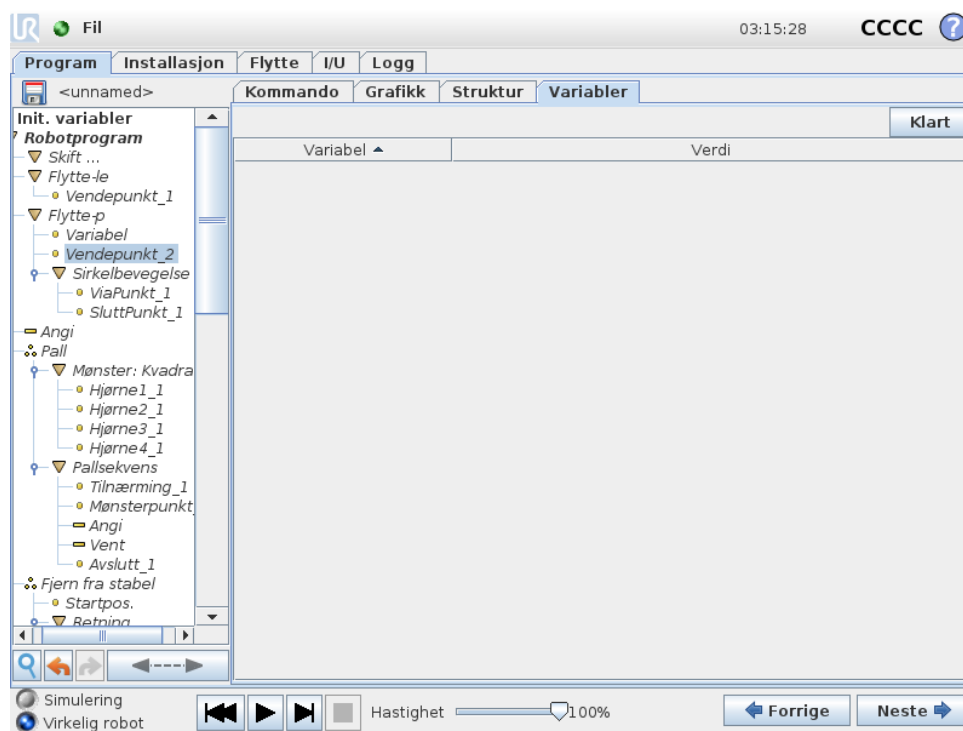 UR Fil 03:15:28 CCCC ?
Program Installasjon Flytte I/U Logg
<unnamed>
Kommando Grafikk Struktur Variabler
Klart
Variabel Verdi
Init. variabler
Robotprogram
Skift ...
Flytte-le
Vendepunkt_1
Flytte-p
Variabel
Vendepunkt_2
Sirkelbevegelse
ViaPunkt_1
SluttPunkt_1
Angi
Pall
Mønster: Kvadra
Hjørne1_1
Hjørne2_1
Hjørne3_1
Hjørne4_1
Pallsekvens
Tilnærming_1
Mønsterpunkt_
Angi
Vent
Avslutt_1
Fjern fra stabel
Startpos.
Retning
Simulering
Virkelig robot
Hastighet 100%
Forrige Neste